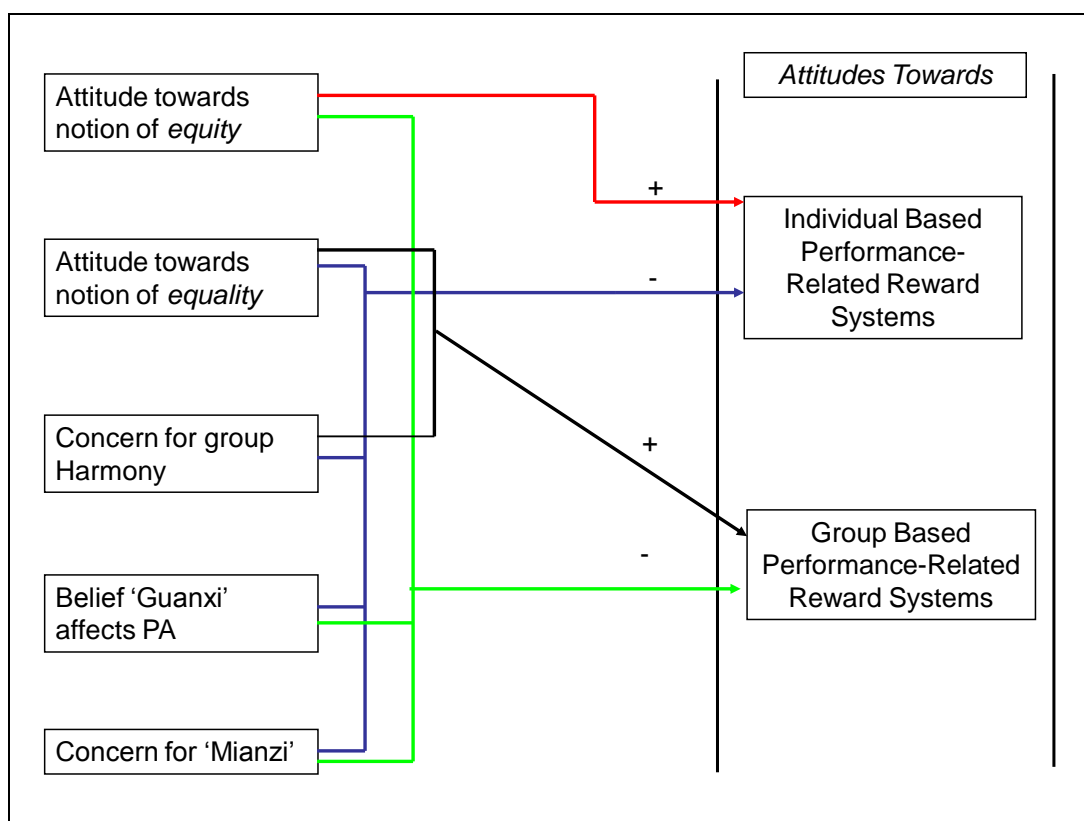 Attitudes Towards
Attitude towards
notion of equity
+
Individual Based
Performance-
Related Reward
Systems
Attitude towards
notion of equality
-
Concern for group
Harmony
+
Group Based
Performance-Related
Reward Systems
-
Belief ‘Guanxi’
affects PA
Concern for ‘Mianzi’